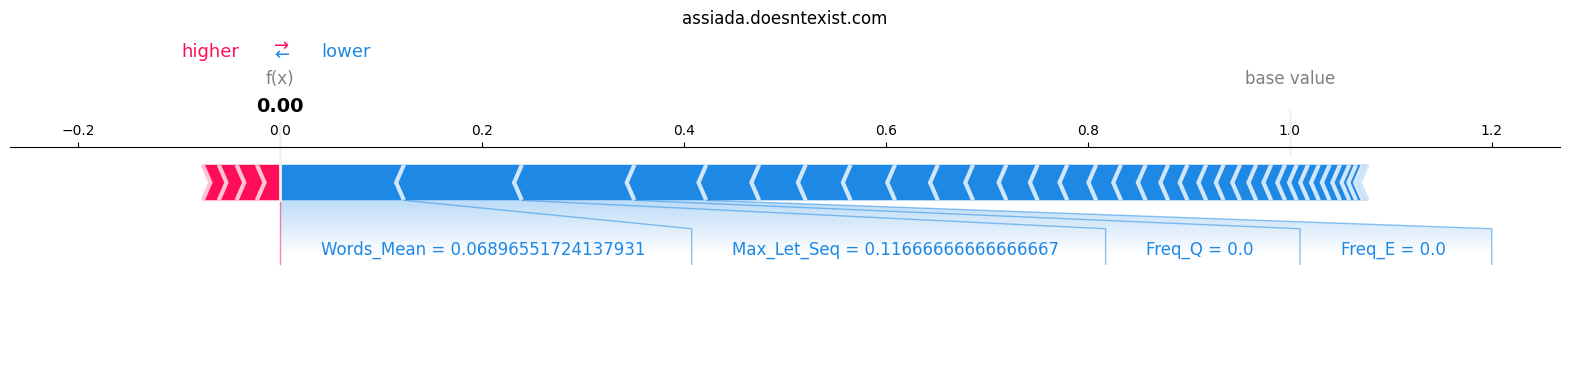 assiada.doesntexist.com
higher ⇄ lower
f(x) base value
0.00
−0.2 0.0 0.2 0.4 0.6 0.8 1.0 1.2
Words_Mean = 0.06896551724137931 Max_Let_Seq = 0.11666666666666667 Freq_Q = 0.0 Freq_E = 0.0